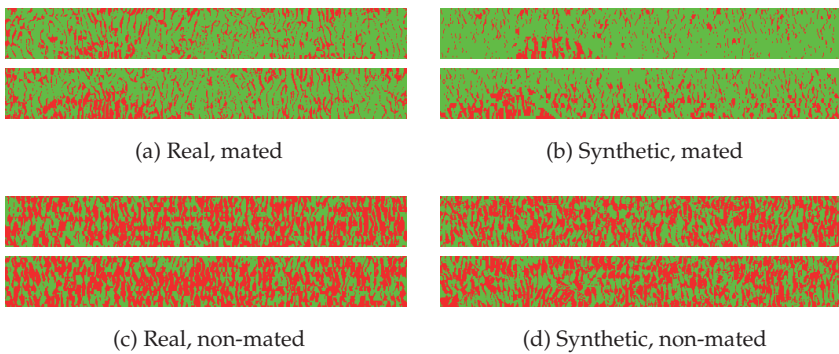 (a) Real, mated
(b) Synthetic, mated
(c) Real, non-mated
(d) Synthetic, non-mated